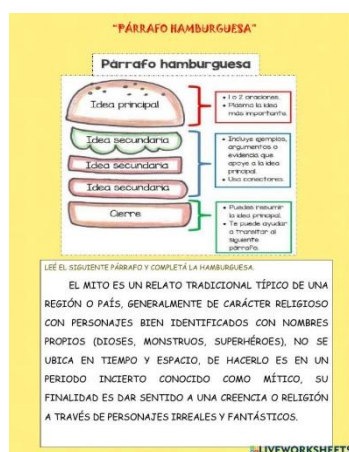 "PÁRRAFO HAMBURGUESA"
Párrafo hamburguesa
Idea principal
• 1 o 2 oraciones.
• Plasma la idea
más importante.
Idea secundaria
Idea secundaria
Idea secundaria
• Incluye ejemplos,
argumentos o
evidencia que
apoye a la idea
principal.
• Usa conectores.
Cierre
• Puedes resumir
la idea principal.
• Te puede ayudar
a transitar al
siguiente
párrafo.
LEÉ EL SIGUIENTE PÁRRAFO Y COMPLETÁ LA HAMBURGUESA.
EL MITO ES UN RELATO TRADICIONAL TÍPICO DE UNA
REGIÓN O PAÍS, GENERALMENTE DE CARÁCTER RELIGIOSO
CON PERSONAJES BIEN IDENTIFICADOS CON NOMBRES
PROPIOS (DIOSES, MONSTRUOS, SUPERHÉROES), NO SE
UBICA EN TIEMPO Y ESPACIO, DE HACERLO ES EN UN
PERIODO INCIERTO CONOCIDO COMO MÍTICO, SU
FINALIDAD ES DAR SENTIDO A UNA CREENCIA O RELIGIÓN
A TRAVÉS DE PERSONAJES IRREALES Y FANTÁSTICOS.
LIVEWORKSHEETS